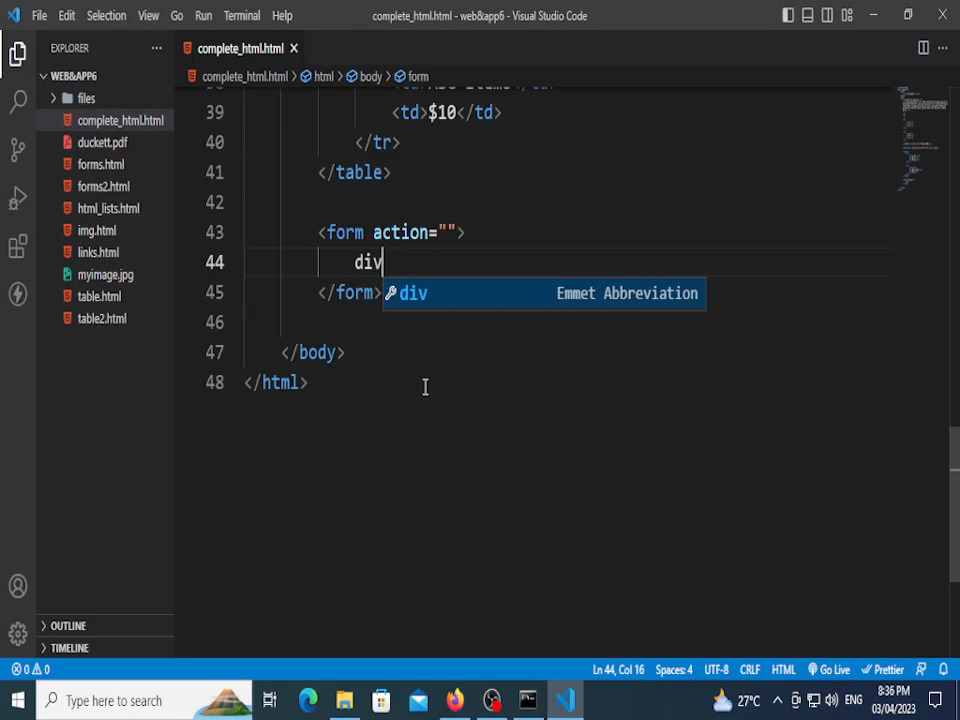 File Edit Selection View Go Run Terminal Help
complete_html.html - web&app6 - Visual Studio Code
EXPLORER
WEB&APP6
files
complete_html.html
duckett.pdf
forms.html
forms2.html
html_lists.html
img.html
links.html
myimage.jpg
table.html
table2.html
OUTLINE
TIMELINE
complete_html.html
complete_html.html > html > body > form
39 <td>$10</td>
40 </tr>
41 </table>
42
43 <form action="">
44 div
45 </form>
div Emmet Abbreviation
46
47 </body>
48 </html>
0 0
Ln 44, Col 16 Spaces: 4 UTF-8 CRLF HTML Go Live Prettier
Type here to search
27°C ENG
8:36 PM
03/04/2023